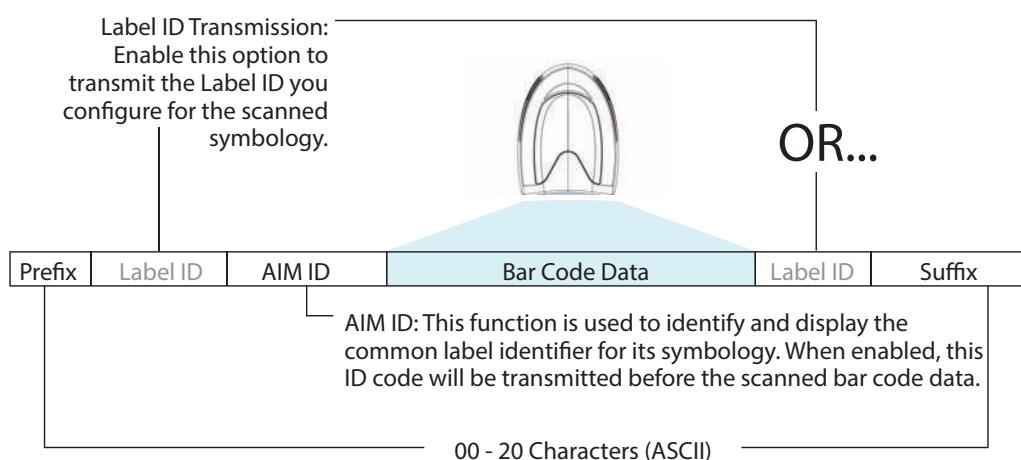 Label ID Transmission:
Enable this option to
transmit the Label ID you
configure for the scanned
symbology.
OR...
Prefix Label ID AIM ID Bar Code Data Label ID Suffix
AIM ID: This function is used to identify and display the
common label identifier for its symbology. When enabled, this
ID code will be transmitted before the scanned bar code data.
00 - 20 Characters (ASCII)